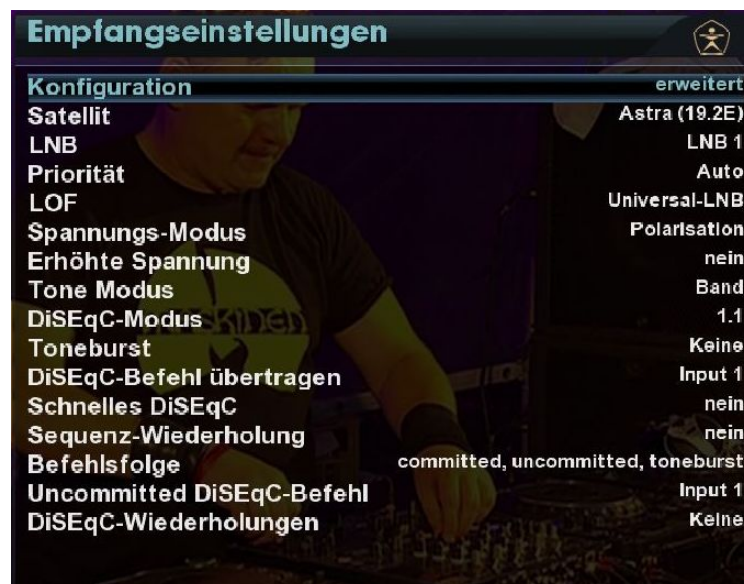 Empfangseinstellungen
Konfiguration erweitert
Satellit Astra (19.2E)
LNB LNB 1
Priorität Auto
LOF Universal-LNB
Spannungs-Modus Polarisation
Erhöhte Spannung nein
Tone Modus Band
DiSEqC-Modus 1.1
Toneburst Keine
DiSEqC-Befehl übertragen Input 1
Schnelles DiSEqC nein
Sequenz-Wiederholung nein
Befehlsfolge committed, uncommitted, toneburst
Uncommitted DiSEqC-Befehl Input 1
DiSEqC-Wiederholungen Keine